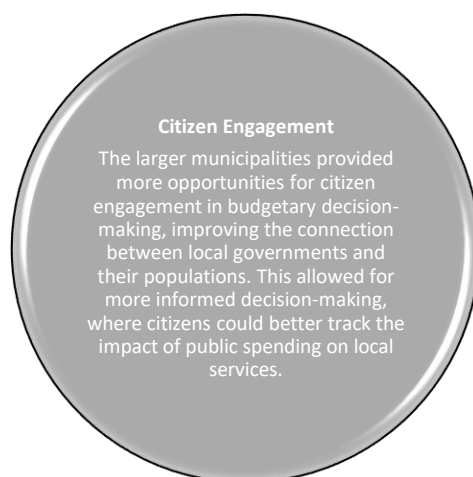 Citizen Engagement
The larger municipalities provided
more opportunities for citizen
engagement in budgetary decision-
making, improving the connection
between local governments and
their populations. This allowed for
more informed decision-making,
where citizens could better track the
impact of public spending on local
services.